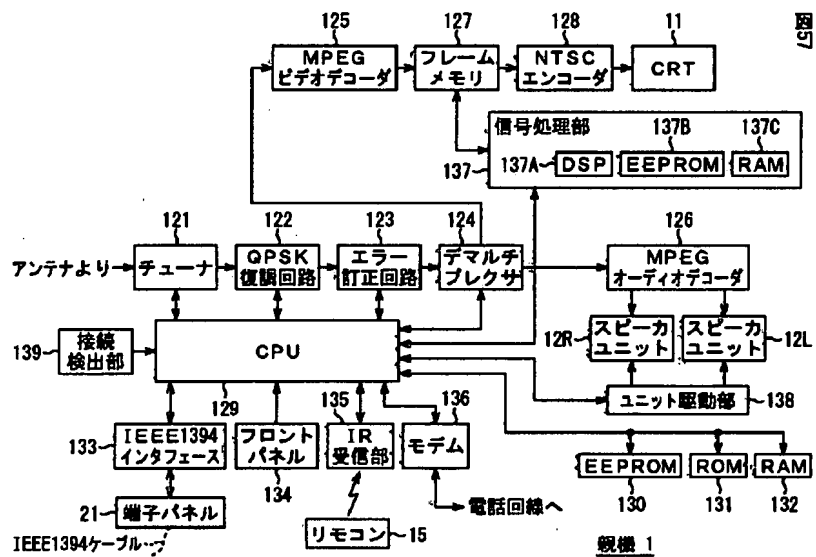 図57
125
127
128
11
MPEG
ビデオデコーダ
フレーム
メモリ
NTSC
エンコーダ
CRT
信号処理部
137B
137C
137A
DSP
EEPROM
RAM
137
121
122
123
124
126
アンテナより
チューナ
QPSK
復調回路
エラー
訂正回路
デマルチ
プレクサ
MPEG
オーディオデコーダ
139
接続
検出部
CPU
12R
スピーカ
ユニット
スピーカ
ユニット
12L
129
135
136
ユニット駆動部
138
133
IEEE1394
インタフェース
フロント
パネル
IR
受信部
モデム
134
EEPROM
ROM
RAM
130
131
132
21
端子パネル
電話回線へ
リモコン
15
IEEE1394ケーブル
親機 1